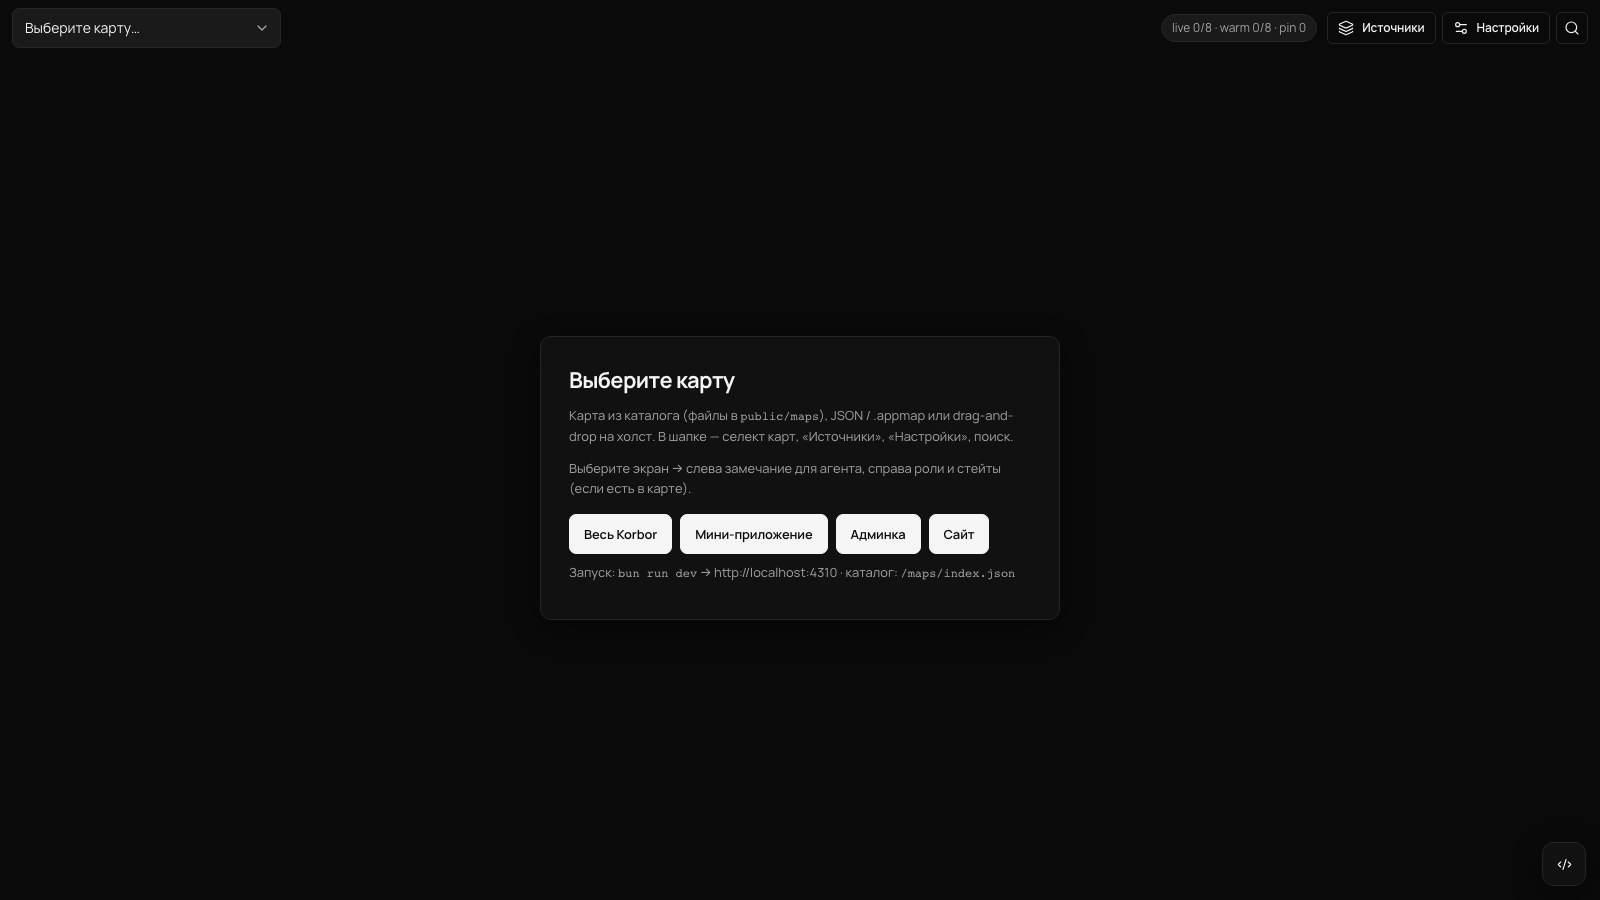 Выберите карту...
live 0/8 · warm 0/8 · pin 0
Источники
Настройки
Выберите карту
Карта из каталога (файлы в public/maps), JSON / .appmap или drag-and-
drop на холст. В шапке — селект карт, «Источники», «Настройки», поиск.
Выберите экран → слева замечание для агента, справа роли и стейты
(если есть в карте).
Весь Korbor
Мини-приложение
Админка
Сайт
Запуск: bun run dev → http://localhost:4310 · каталог: /maps/index.json